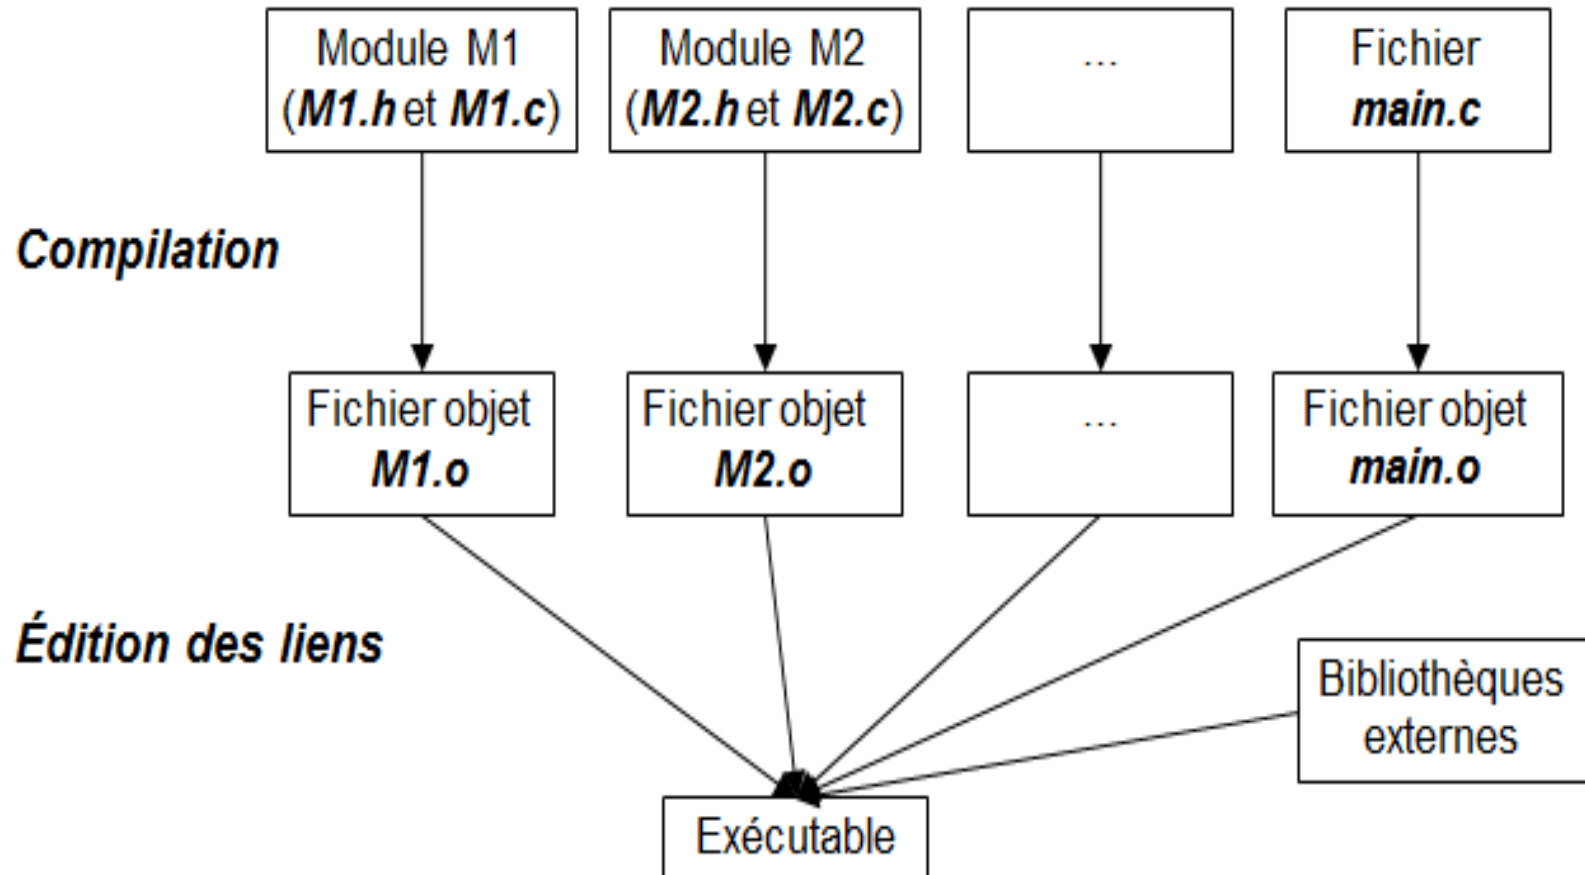 Module M1
(M1.h et M1.c)
Module M2
(M2.h et M2.c)
...
Fichier
main.c
Compilation
Fichier objet
M1.o
Fichier objet
M2.o
...
Fichier objet
main.o
Édition des liens
Bibliothèques
externes
Exécutable